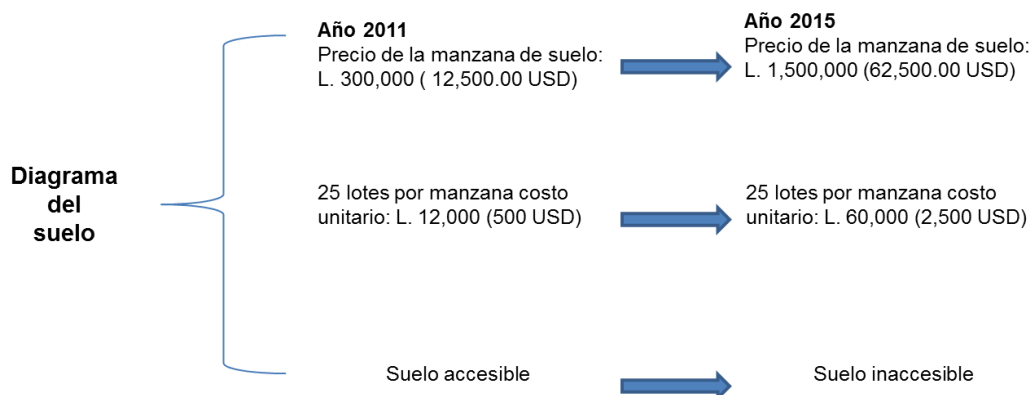 Diagrama
del
suelo
Año 2011
Precio de la manzana de suelo:
L. 300,000 ( 12,500.00 USD)
Año 2015
Precio de la manzana de suelo:
L. 1,500,000 (62,500.00 USD)
25 lotes por manzana costo
unitario: L. 12,000 (500 USD)
25 lotes por manzana costo
unitario: L. 60,000 (2,500 USD)
Suelo accesible
Suelo inaccesible